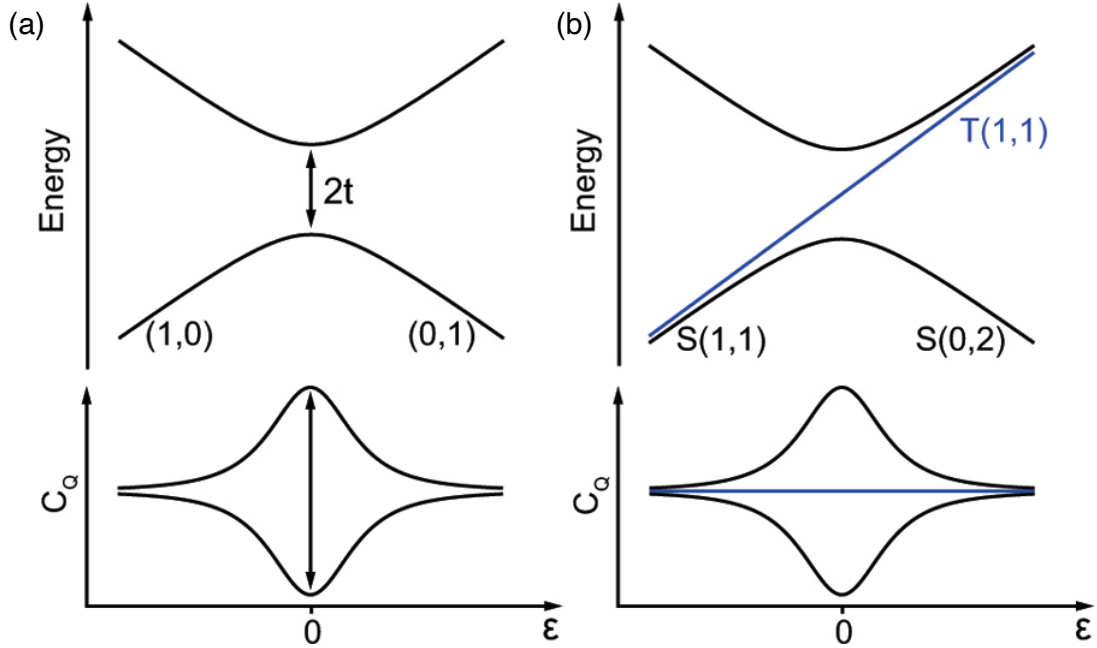 (a)
Energy
2t
(1,0)
(0,1)
C_Q
0
ε
(b)
Energy
T(1,1)
S(1,1)
S(0,2)
C_Q
0
ε